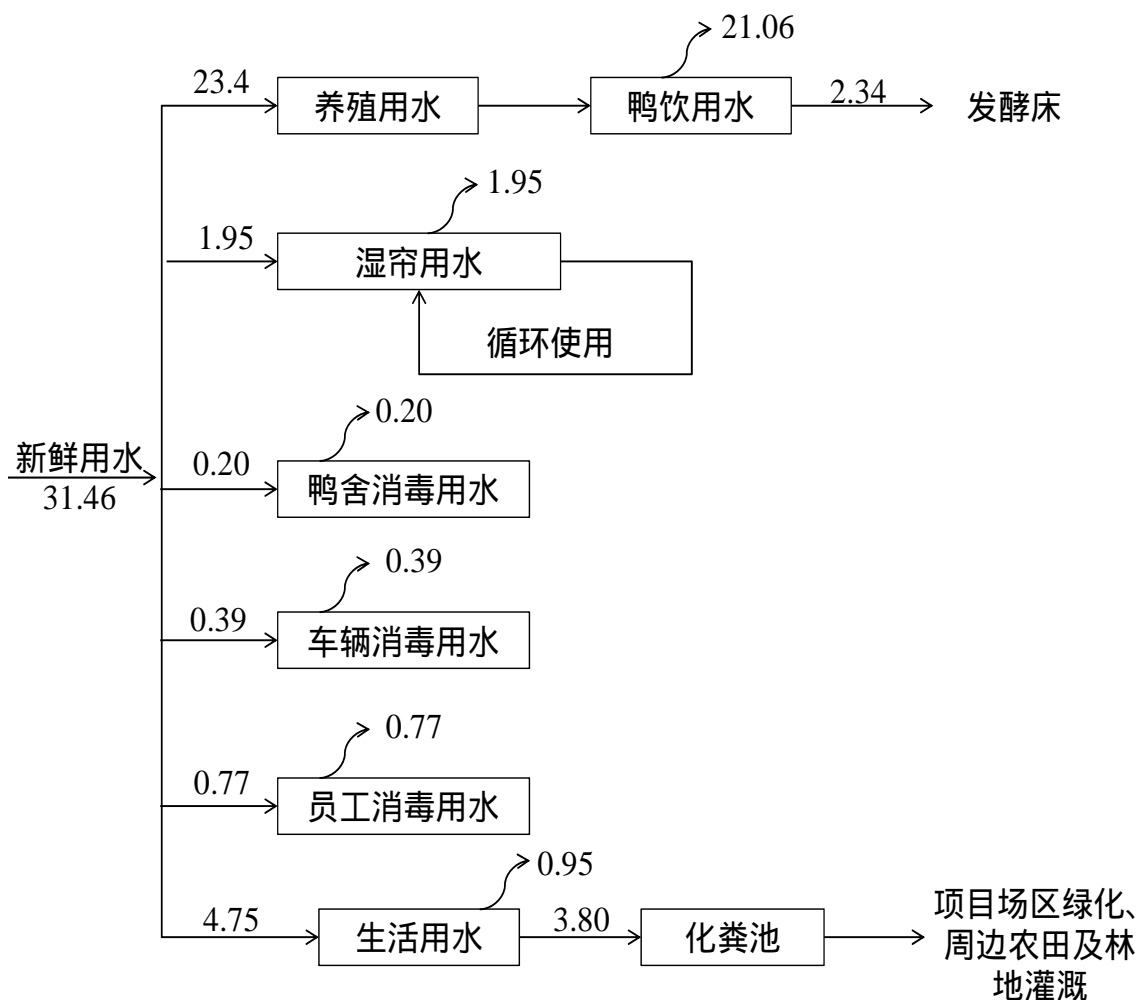 21.06
23.4
养殖用水
鸭饮用水
2.34
发酵床
1.95
1.95
湿帘用水
循环使用
0.20
新鲜用水
31.46
0.20
鸭舍消毒用水
0.39
0.39
车辆消毒用水
0.77
0.77
员工消毒用水
0.95
4.75
生活用水
3.80
化粪池
项目场区绿化、
周边农田及林
地灌溉